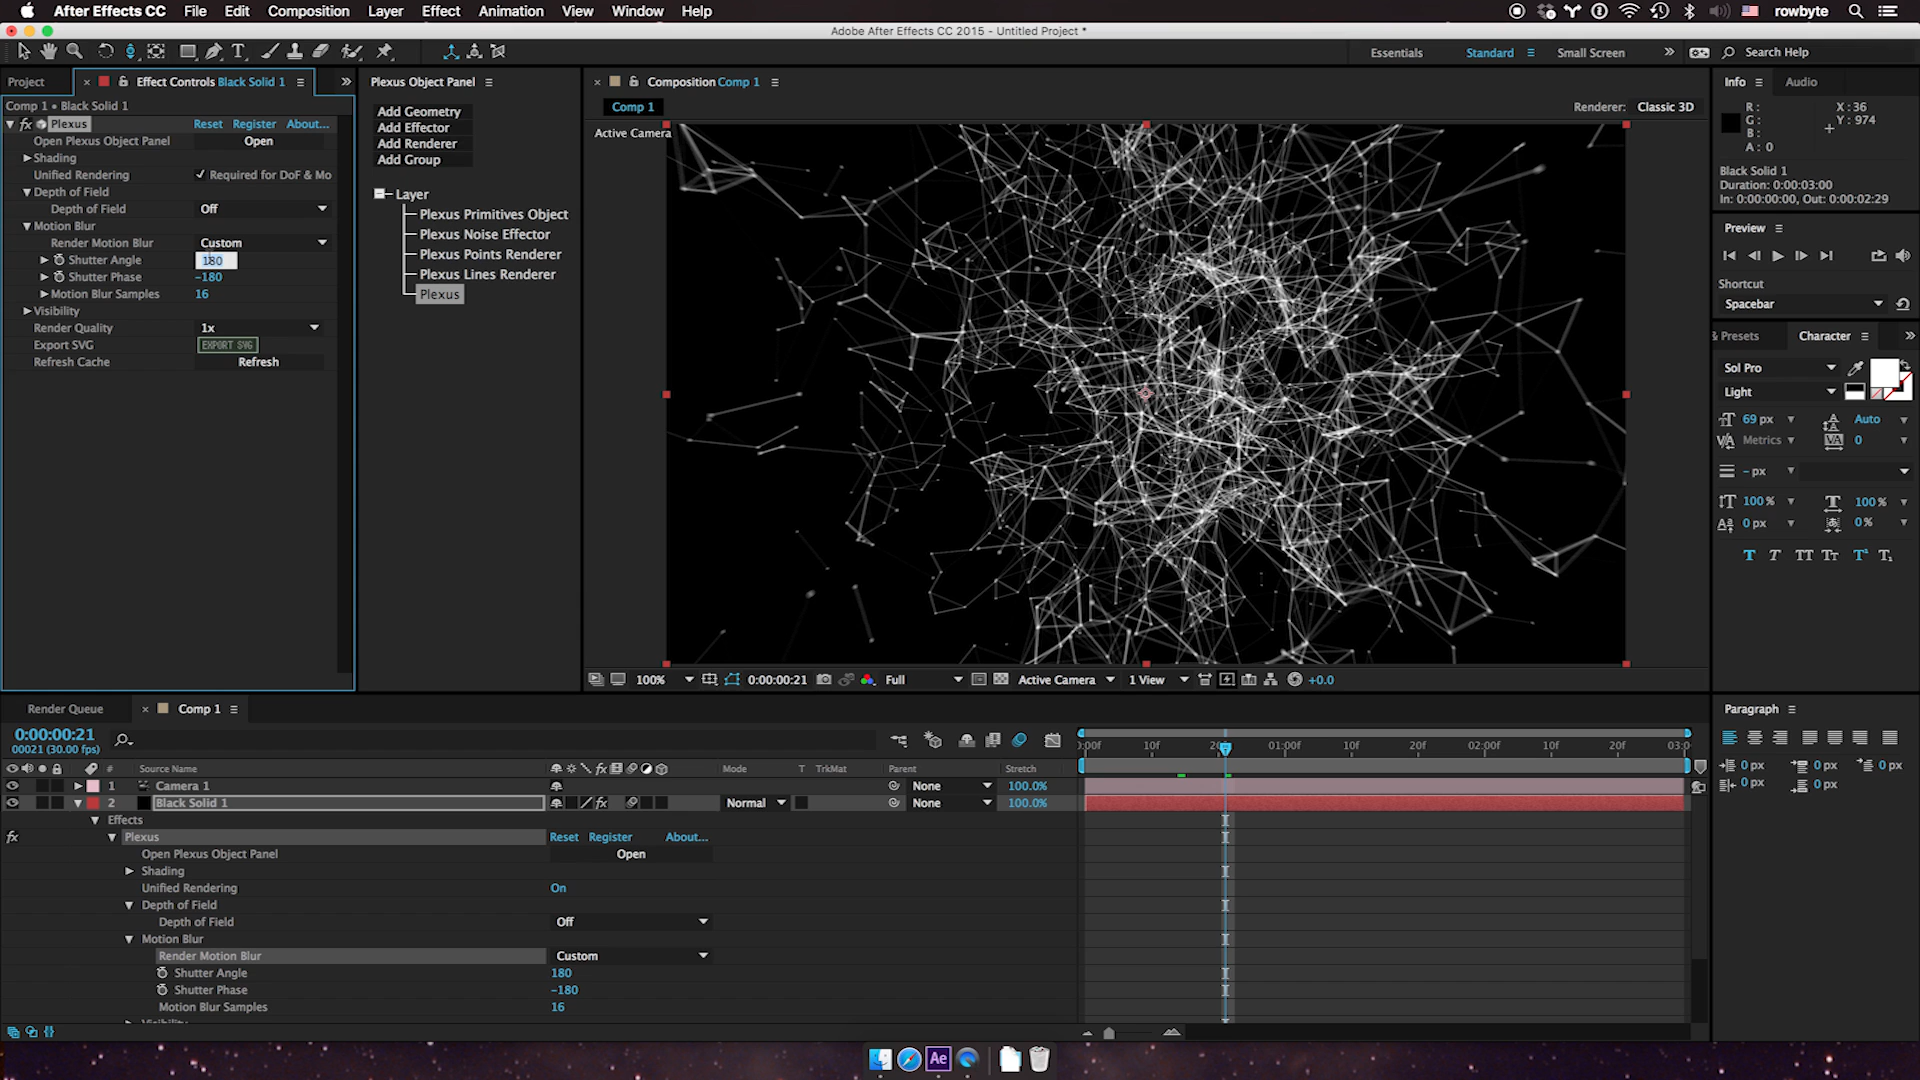 After Effects CC File Edit Composition Layer Effect Animation View Window Help rowbyte
Adobe After Effects CC 2015 - Untitled Project *
Essentials Standard Small Screen Search Help
Project Effect Controls Black Solid 1
Comp 1 • Black Solid 1
fx Plexus Reset Register About...
Open Plexus Object Panel Open
Shading
Unified Rendering Required for DoF & Mo
Depth of Field
Depth of Field Off
Motion Blur
Render Motion Blur Custom
Shutter Angle 180
Shutter Phase -180
Motion Blur Samples 16
Visibility
Render Quality 1x
Export SVG EXPORT SVG
Refresh Cache Refresh
Plexus Object Panel
Add Geometry
Add Effector
Add Renderer
Add Group
Layer
Plexus Primitives Object
Plexus Noise Effector
Plexus Points Renderer
Plexus Lines Renderer
Plexus
Composition Comp 1
Comp 1
Renderer: Classic 3D
Active Camera
100% 0:00:00:21 Full Active Camera 1 View +0.0
Info Audio
R: X: 36
G: Y: 974
B:
A: 0
Black Solid 1
Duration: 0:00:03:00
In: 0:00:00:00, Out: 0:00:02:29
Preview
Shortcut
Spacebar
& Presets Character
Sol Pro
Light
69 px Auto
Metrics 0
- px
100 % 100 %
0 px 0 %
T T TT Tt T¹ T₁
Paragraph
0 px 0 px 0 px
0 px 0 px
Render Queue Comp 1
0:00:00:21
00021 (30.00 fps)
:00f 10f 20f 01:00f 10f 20f 02:00f 10f 20f 03:0
# Source Name fx Mode T TrkMat Parent Stretch
1 Camera 1 None 100.0%
2 Black Solid 1 fx Normal None 100.0%
Effects
fx Plexus Reset Register About...
Open Plexus Object Panel Open
Shading
Unified Rendering On
Depth of Field
Depth of Field Off
Motion Blur
Render Motion Blur Custom
Shutter Angle 180
Shutter Phase -180
Motion Blur Samples 16
Visibility
Ae